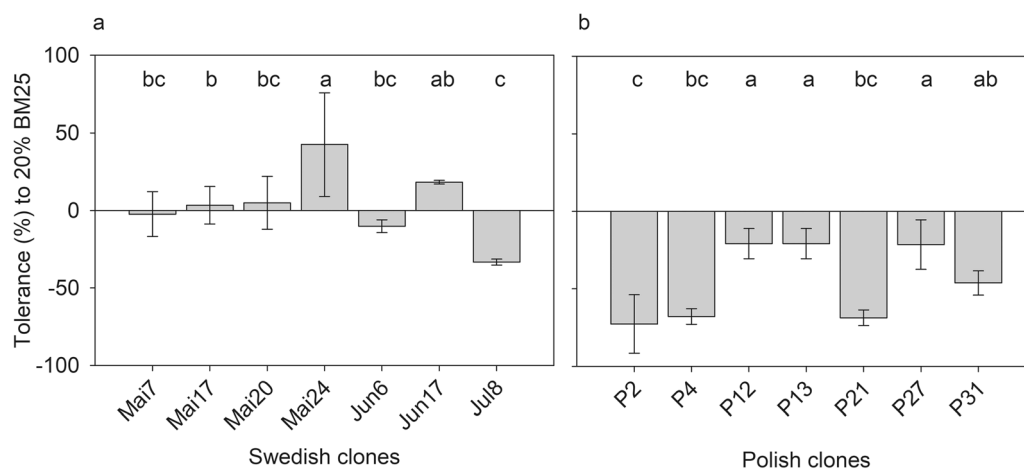 a
b
Tolerance (%) to 20% BM25
100
50
0
-50
-100
bc b bc a bc ab c
c bc a a bc a ab
Mai7 Mai17 Mai20 Mai24 Jun6 Jun17 Jul8
P2 P4 P12 P13 P21 P27 P31
Swedish clones
Polish clones